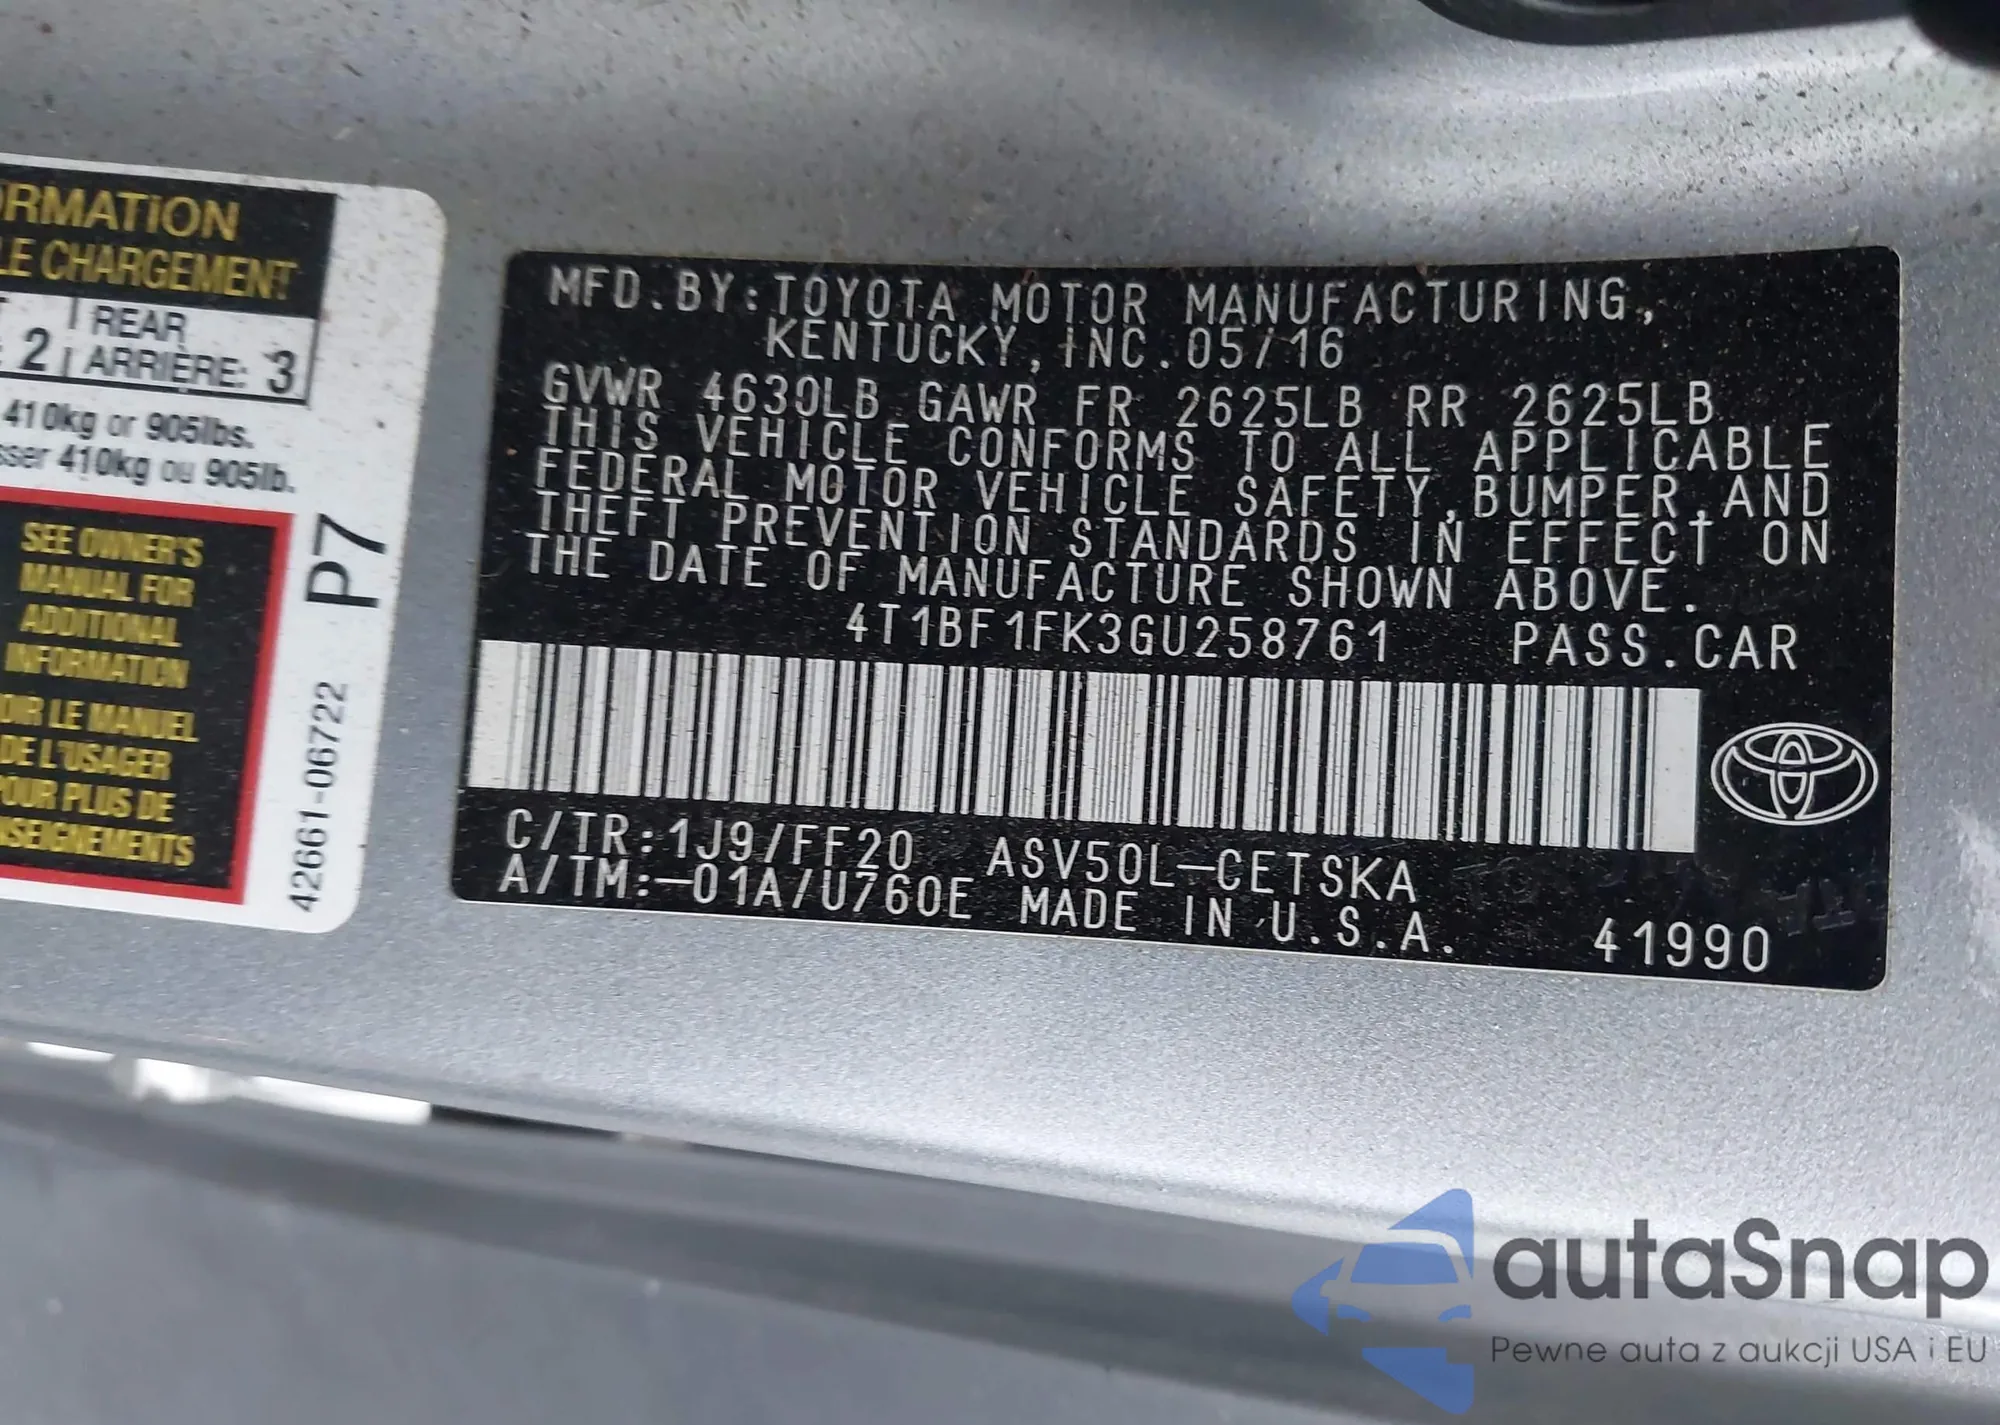 ORMATION
LE CHARGEMENT
REAR
2
ARRIÈRE: 3
410kg or 905lbs.
sser 410kg ou 905lb.
SEE OWNER'S
MANUAL FOR
ADDITIONAL
INFORMATION
OIR LE MANUEL
DE L'USAGER
POUR PLUS DE
NSEIGNEMENTS
P7
42661-06722
MFD.BY:TOYOTA MOTOR MANUFACTURING,
KENTUCKY,INC.05/16
GVWR 4630LB GAWR FR 2625LB RR 2625LB
THIS VEHICLE CONFORMS TO ALL APPLICABLE
FEDERAL MOTOR VEHICLE SAFETY,BUMPER,AND
THEFT PREVENTION STANDARDS IN EFFECT ON
THE DATE OF MANUFACTURE SHOWN ABOVE.
4T1BF1FK3GU258761 PASS.CAR
C/TR:1J9/FF20 ASV50L-CETSKA
A/TM:-01A/U760E MADE IN U.S.A. 41990
autaSnap
Pewne auta z aukcji USA i EU